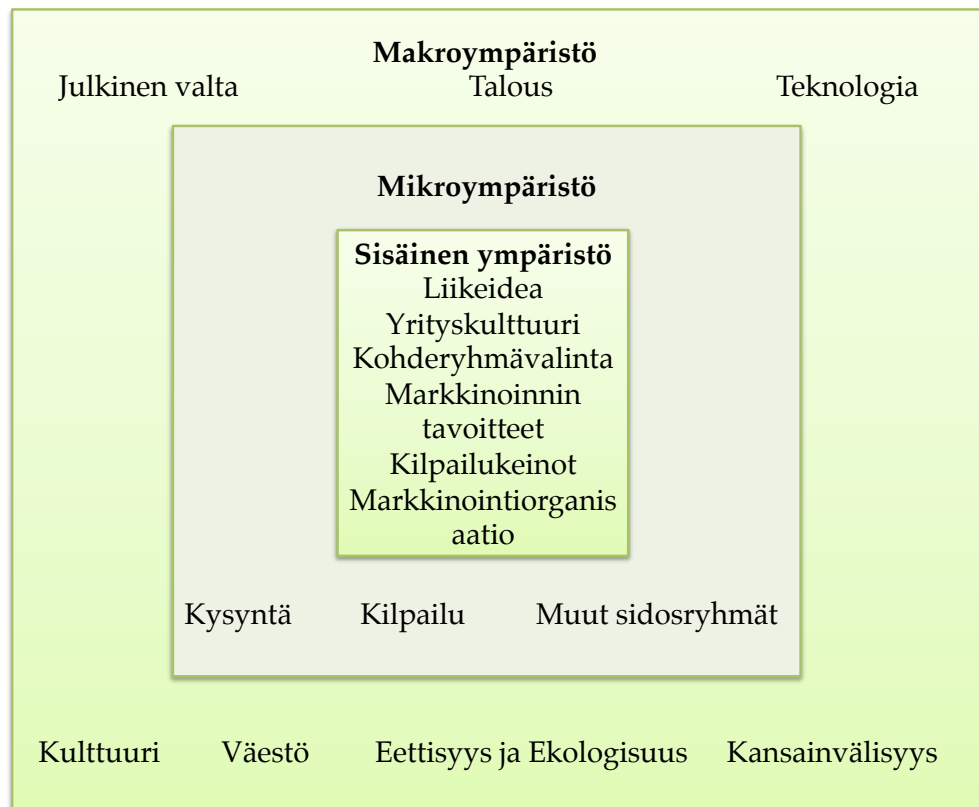 Makroympäristö
Julkinen valta Talous Teknologia
Mikroympäristö
Sisäinen ympäristö
Liikeidea
Yrityskulttuuri
Kohderyhmävalinta
Markkinoinnin
tavoitteet
Kilpailukeinot
Markkinointiorganis
aatio
Kysyntä Kilpailu Muut sidosryhmät
Kulttuuri Väestö Eettisyys ja Ekologisuus Kansainvälisyys